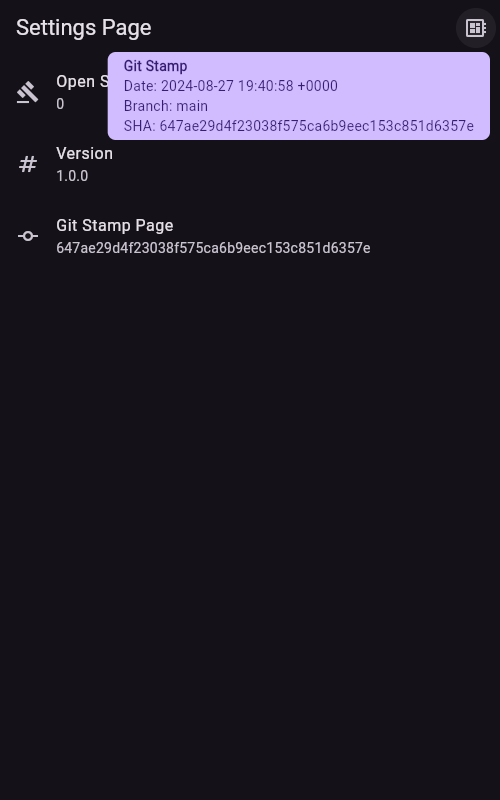 Settings Page
Git Stamp
Date: 2024-08-27 19:40:58 +0000
Branch: main
SHA: 647ae29d4f23038f575ca6b9eec153c851d6357e
Open S
0
Version
1.0.0
Git Stamp Page
647ae29d4f23038f575ca6b9eec153c851d6357e